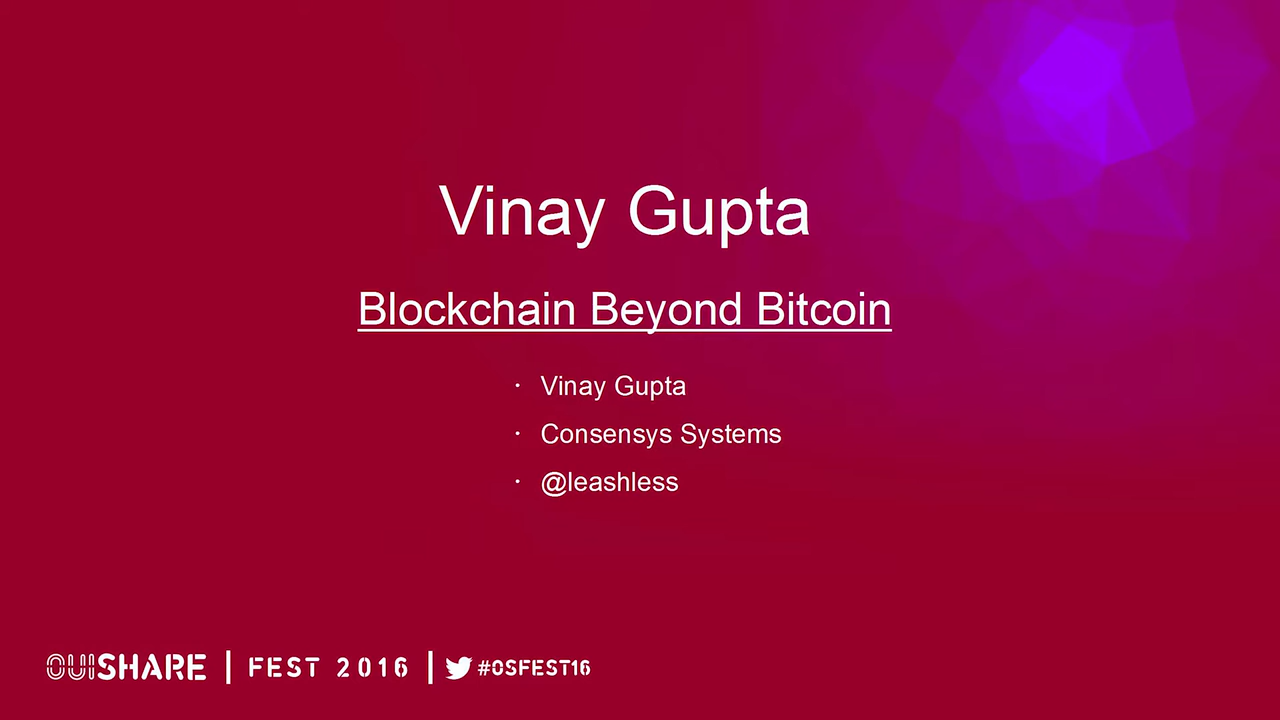 Vinay Gupta
Blockchain Beyond Bitcoin
· Vinay Gupta
· Consensys Systems
· @leashless
OUISHARE | FEST 2016 | #OSFEST16